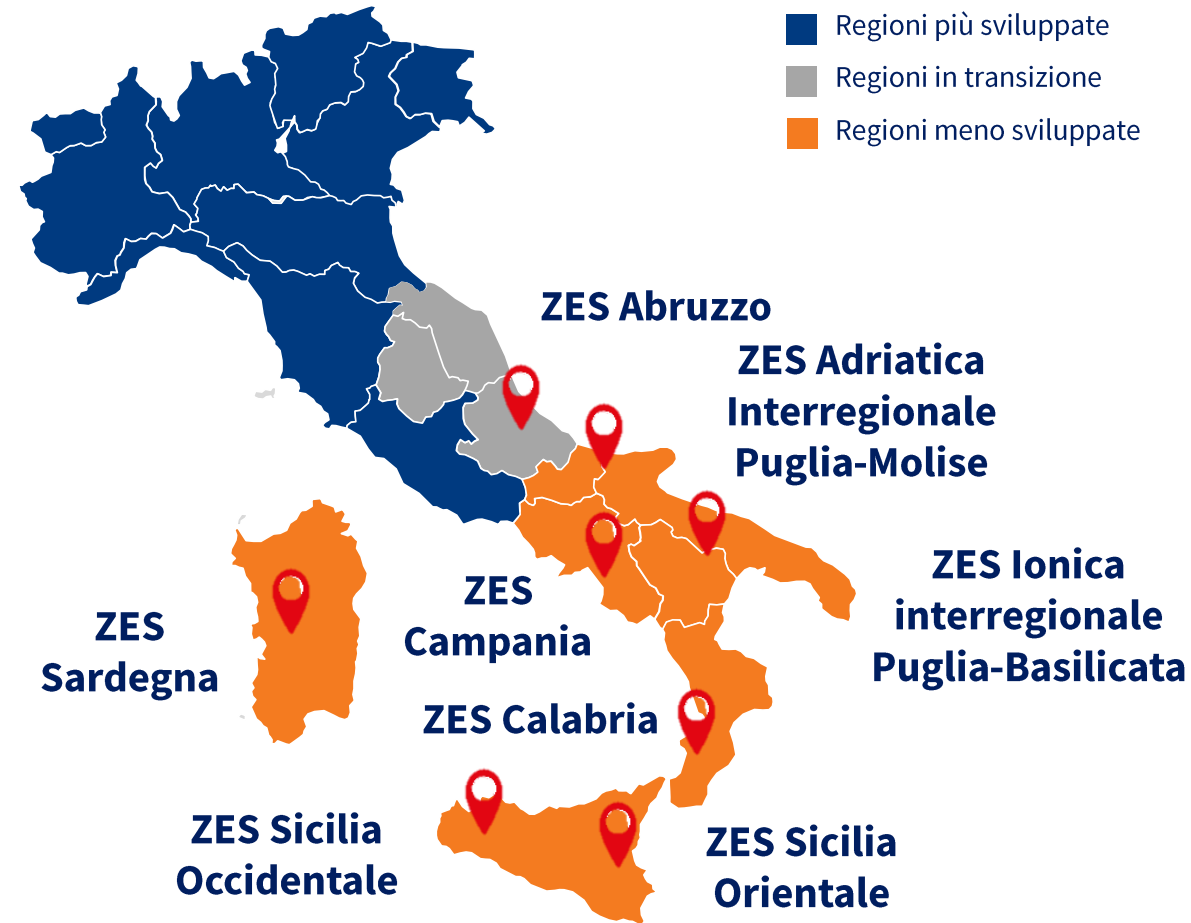 Regioni più sviluppate
Regioni in transizione
Regioni meno sviluppate
ZES Abruzzo
ZES Adriatica
Interregionale
Puglia-Molise
ZES Ionica
interregionale
Puglia-Basilicata
ZES
Campania
ZES
Sardegna
ZES Calabria
ZES Sicilia
Occidentale
ZES Sicilia
Orientale